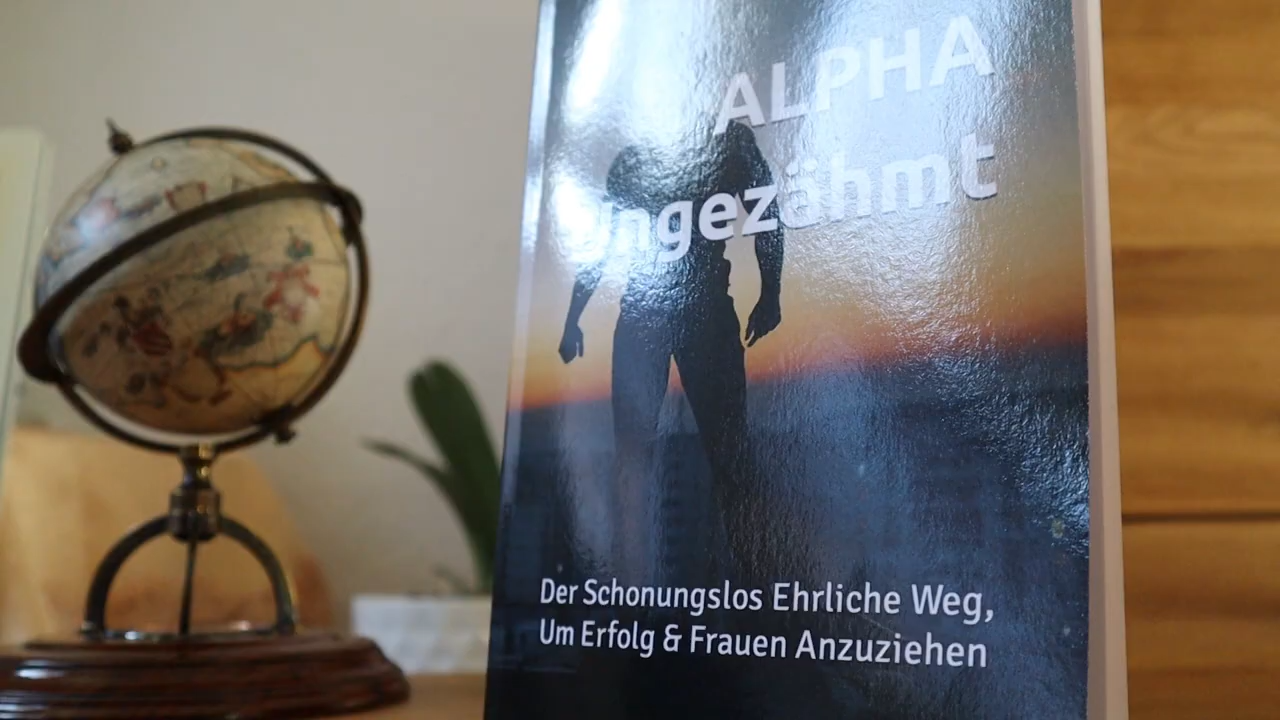 ALPHA
Ungezähmt
Der Schonungslos Ehrliche Weg,
Um Erfolg & Frauen Anzuziehen